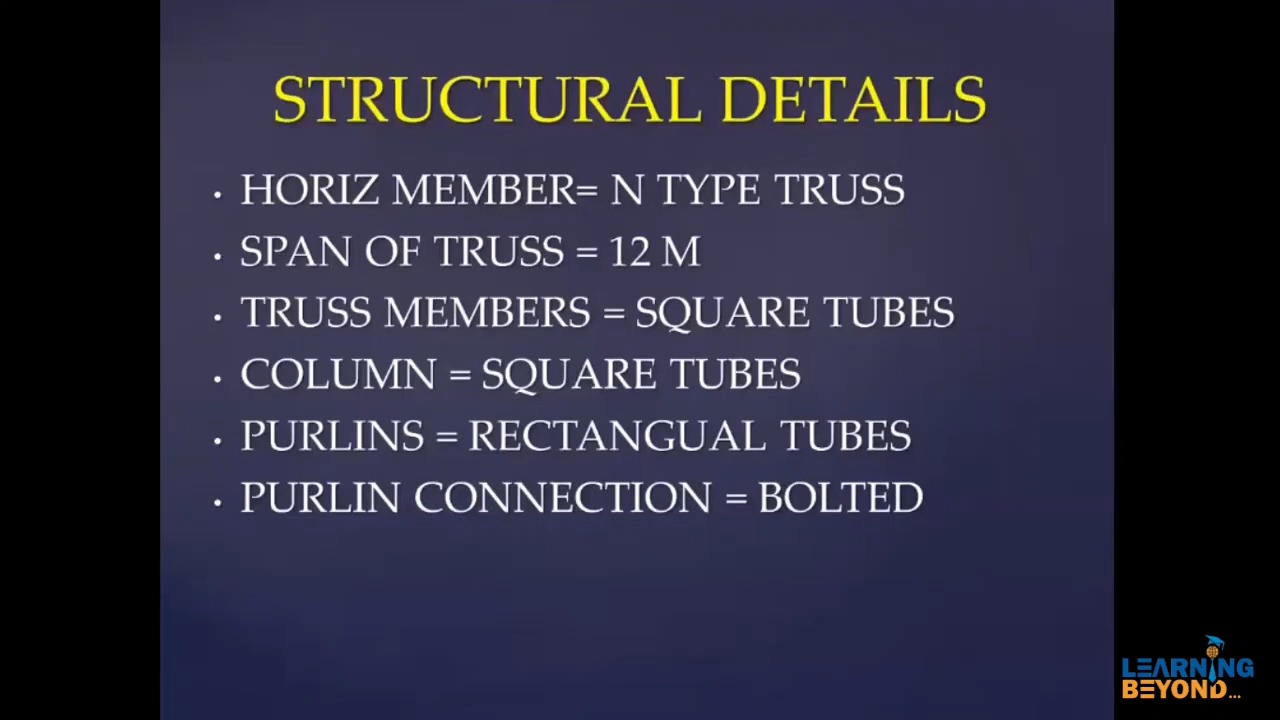 STRUCTURAL DETAILS
• HORIZ MEMBER= N TYPE TRUSS
• SPAN OF TRUSS = 12 M
• TRUSS MEMBERS = SQUARE TUBES
• COLUMN = SQUARE TUBES
• PURLINS = RECTANGUAL TUBES
• PURLIN CONNECTION = BOLTED
LEARNING
BEYOND...